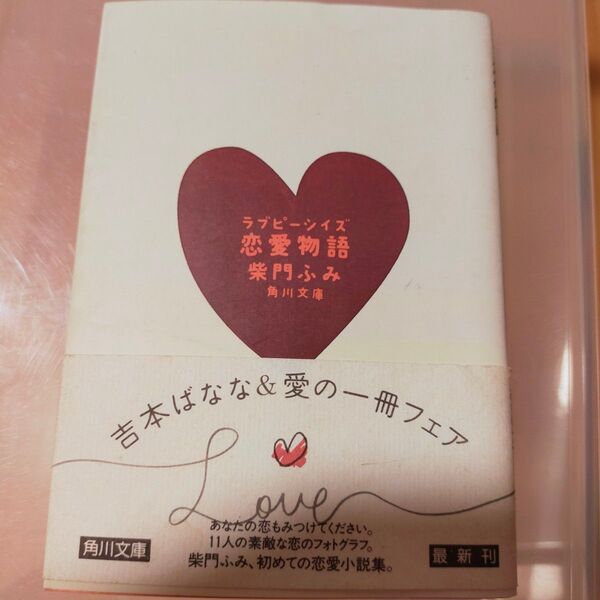 ラブピーシイズ
恋愛物語
柴門ふみ
角川文庫
吉本ばなな&愛の一冊フェア
Love
あなたの恋もみつけてください。
11人の素敵な恋のフォトグラフ。
柴門ふみ、初めての恋愛小説集。
角川文庫
最新刊